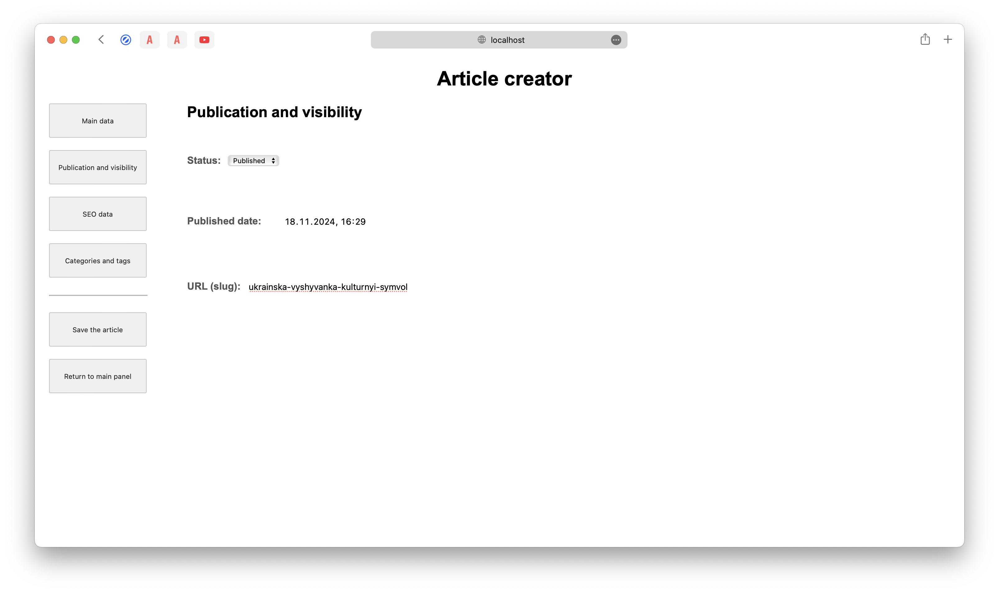 localhost
Article creator
Main data
Publication and visibility
SEO data
Categories and tags
Save the article
Return to main panel
Publication and visibility
Status: Published
Published date: 18.11.2024, 16:29
URL (slug): ukrainska-vyshyvanka-kulturnyi-symvol